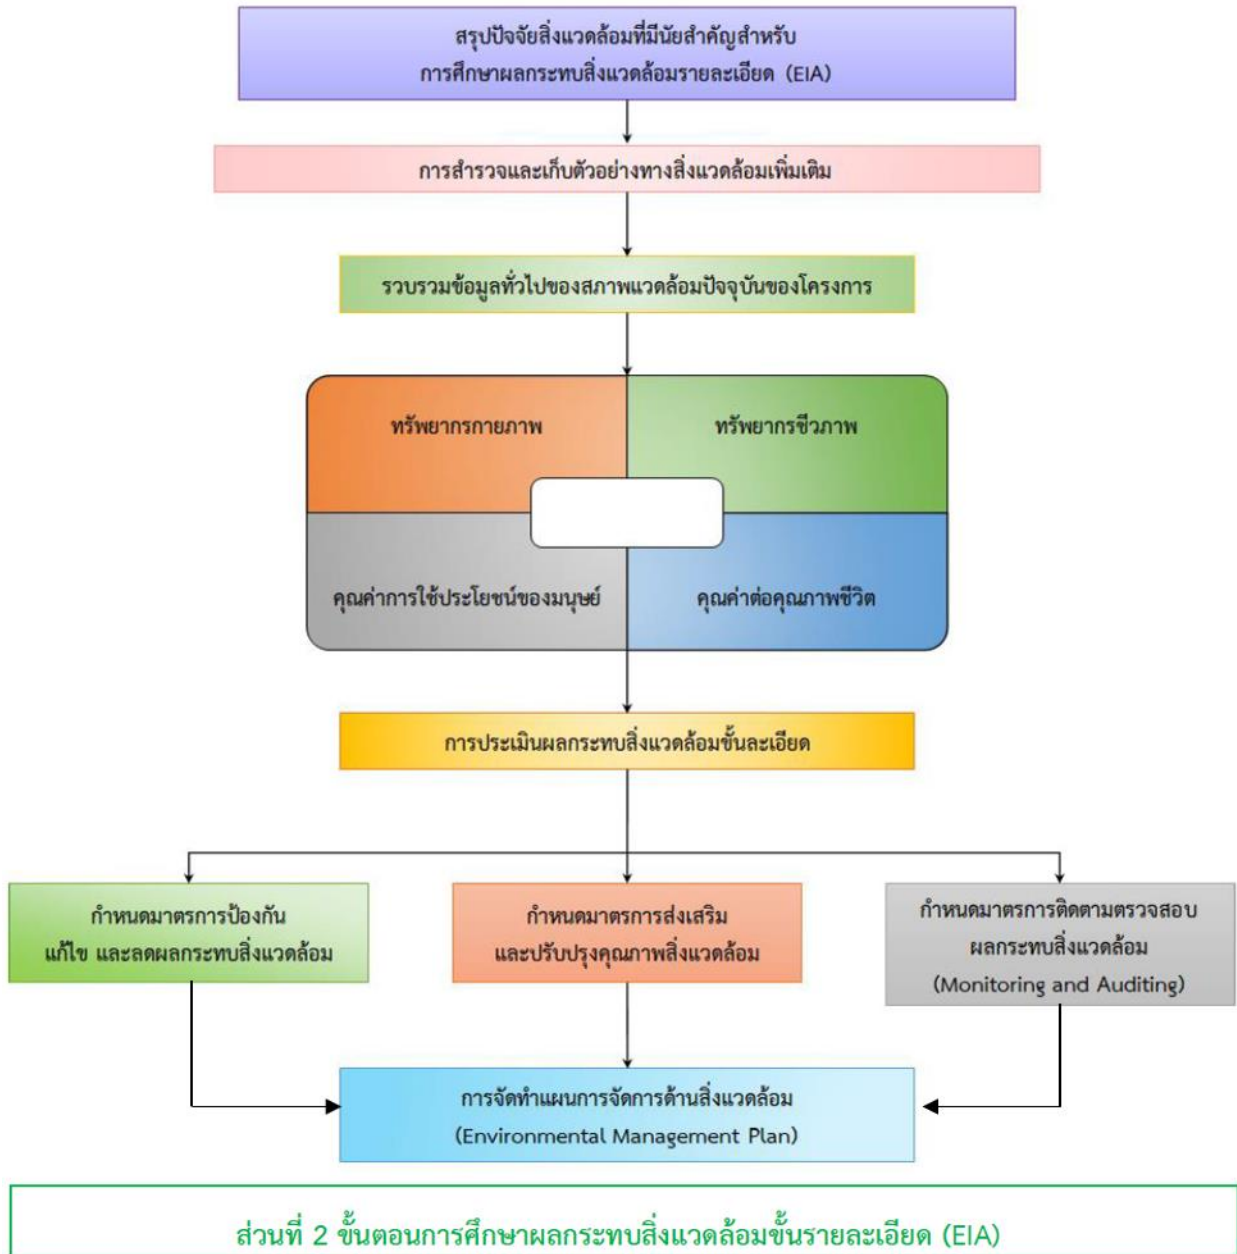 สรุปปัจจัยสิ่งแวดล้อมที่มีนัยสำคัญสำหรับ
การศึกษาผลกระทบสิ่งแวดล้อมรายละเอียด (EIA)
การสำรวจและเก็บตัวอย่างทางสิ่งแวดล้อมเพิ่มเติม
รวบรวมข้อมูลทั่วไปของสภาพแวดล้อมปัจจุบันของโครงการ
ทรัพยากรกายภาพ
ทรัพยากรชีวภาพ
คุณค่าการใช้ประโยชน์ของมนุษย์
คุณค่าต่อคุณภาพชีวิต
การประเมินผลกระทบสิ่งแวดล้อมขั้นละเอียด
กำหนดมาตรการป้องกัน
แก้ไข และลดผลกระทบสิ่งแวดล้อม
กำหนดมาตรการส่งเสริม
และปรับปรุงคุณภาพสิ่งแวดล้อม
กำหนดมาตรการติดตามตรวจสอบ
ผลกระทบสิ่งแวดล้อม
(Monitoring and Auditing)
การจัดทำแผนการจัดการด้านสิ่งแวดล้อม
(Environmental Management Plan)
ส่วนที่ 2 ขั้นตอนการศึกษาผลกระทบสิ่งแวดล้อมขั้นรายละเอียด (EIA)